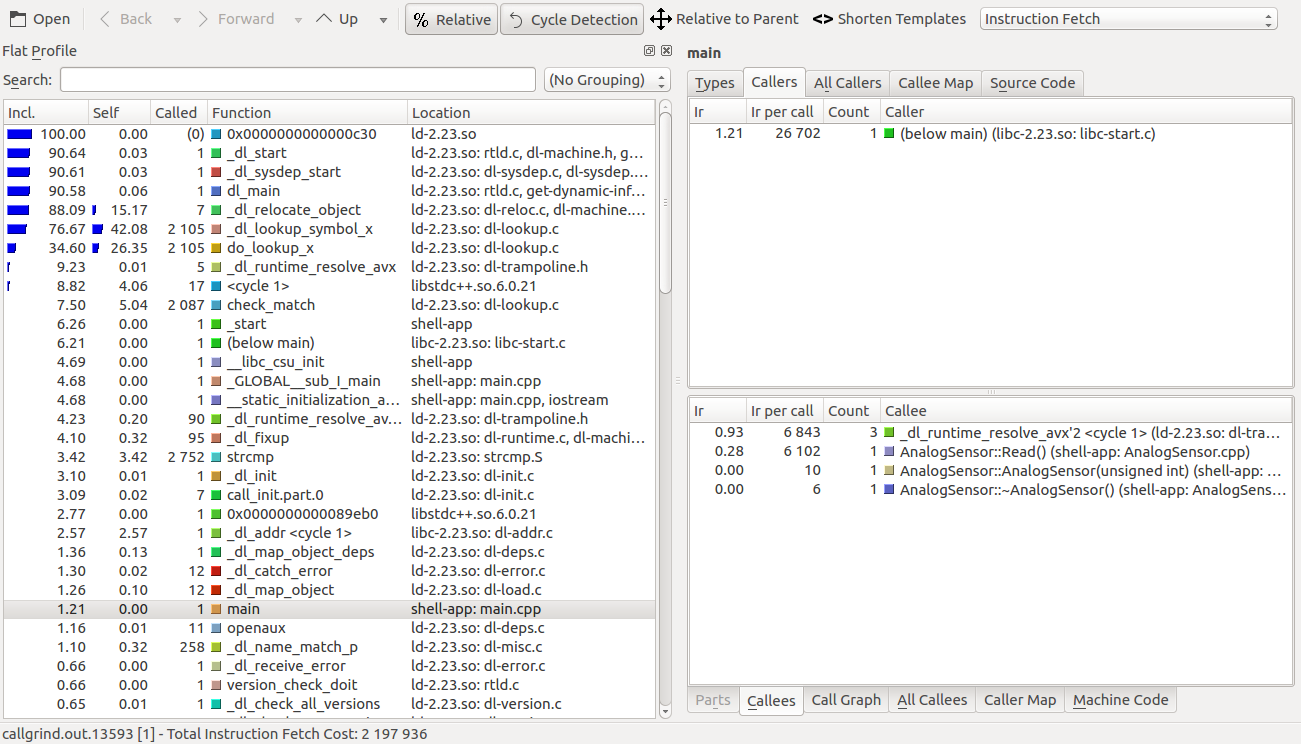 Open Back Forward Up % Relative Cycle Detection Relative to Parent <> Shorten Templates Instruction Fetch
Flat Profile
Search: (No Grouping)
Incl. Self Called Function Location
100.00 0.00 (0) 0x0000000000000c30 ld-2.23.so
90.64 0.03 1 _dl_start ld-2.23.so: rtld.c, dl-machine.h, g...
90.61 0.03 1 _dl_sysdep_start ld-2.23.so: dl-sysdep.c, dl-sysdep....
90.58 0.06 1 dl_main ld-2.23.so: rtld.c, get-dynamic-inf...
88.09 15.17 7 _dl_relocate_object ld-2.23.so: dl-reloc.c, dl-machine....
76.67 42.08 2 105 _dl_lookup_symbol_x ld-2.23.so: dl-lookup.c
34.60 26.35 2 105 do_lookup_x ld-2.23.so: dl-lookup.c
9.23 0.01 5 _dl_runtime_resolve_avx ld-2.23.so: dl-trampoline.h
8.82 4.06 17 <cycle 1> libstdc++.so.6.0.21
7.50 5.04 2 087 check_match ld-2.23.so: dl-lookup.c
6.26 0.00 1 _start shell-app
6.21 0.00 1 (below main) libc-2.23.so: libc-start.c
4.69 0.00 1 __libc_csu_init shell-app
4.68 0.00 1 _GLOBAL__sub_I_main shell-app: main.cpp
4.68 0.00 1 __static_initialization_a... shell-app: main.cpp, iostream
4.23 0.20 90 _dl_runtime_resolve_av... ld-2.23.so: dl-trampoline.h
4.10 0.32 95 _dl_fixup ld-2.23.so: dl-runtime.c, dl-machi...
3.42 3.42 2 752 strcmp ld-2.23.so: strcmp.S
3.10 0.01 1 _dl_init ld-2.23.so: dl-init.c
3.09 0.02 7 call_init.part.0 ld-2.23.so: dl-init.c
2.77 0.00 1 0x0000000000089eb0 libstdc++.so.6.0.21
2.57 2.57 1 _dl_addr <cycle 1> libc-2.23.so: dl-addr.c
1.36 0.13 1 _dl_map_object_deps ld-2.23.so: dl-deps.c
1.30 0.02 12 _dl_catch_error ld-2.23.so: dl-error.c
1.26 0.10 12 _dl_map_object ld-2.23.so: dl-load.c
1.21 0.00 1 main shell-app: main.cpp
1.16 0.01 11 openaux ld-2.23.so: dl-deps.c
1.10 0.32 258 _dl_name_match_p ld-2.23.so: dl-misc.c
0.66 0.00 1 _dl_receive_error ld-2.23.so: dl-error.c
0.66 0.00 1 version_check_doit ld-2.23.so: rtld.c
0.65 0.01 1 _dl_check_all_versions ld-2.23.so: dl-version.c
main
Types Callers All Callers Callee Map Source Code
Ir Ir per call Count Caller
1.21 26 702 1 (below main) (libc-2.23.so: libc-start.c)
Ir Ir per call Count Callee
0.93 6 843 3 _dl_runtime_resolve_avx'2 <cycle 1> (ld-2.23.so: dl-tra...
0.28 6 102 1 AnalogSensor::Read() (shell-app: AnalogSensor.cpp)
0.00 10 1 AnalogSensor::AnalogSensor(unsigned int) (shell-app: ...
0.00 6 1 AnalogSensor::~AnalogSensor() (shell-app: AnalogSens...
Parts Callees Call Graph All Callees Caller Map Machine Code
callgrind.out.13593 [1] - Total Instruction Fetch Cost: 2 197 936